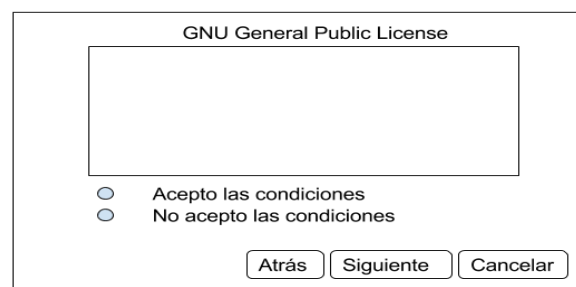 GNU General Public License
Acepto las condiciones
No acepto las condiciones
Atrás Siguiente Cancelar